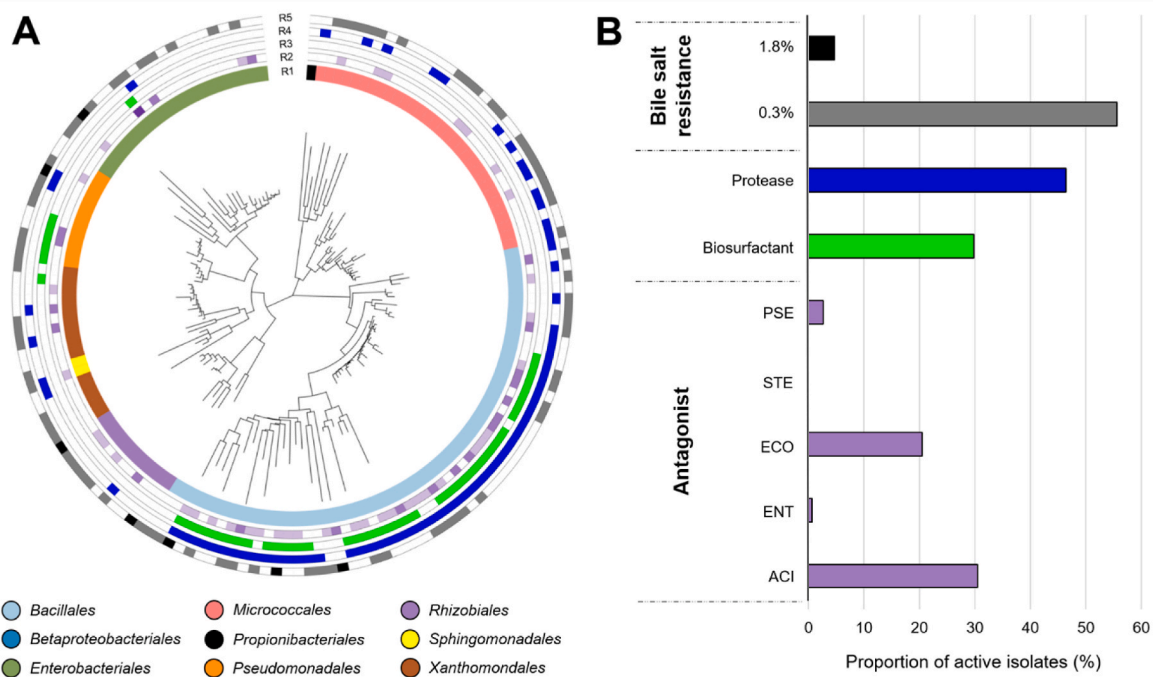 A
R5
R4
R3
R2
R1
Bacillales
Betaproteobacteriales
Enterobacteriales
Micrococcales
Propionibacteriales
Pseudomonadales
Rhizobiales
Sphingomonadales
Xanthomondales
B
Bile salt
resistance
1.8%
0.3%
Protease
Biosurfactant
Antagonist
PSE
STE
ECO
ENT
ACI
0 10 20 30 40 50 60
Proportion of active isolates (%)